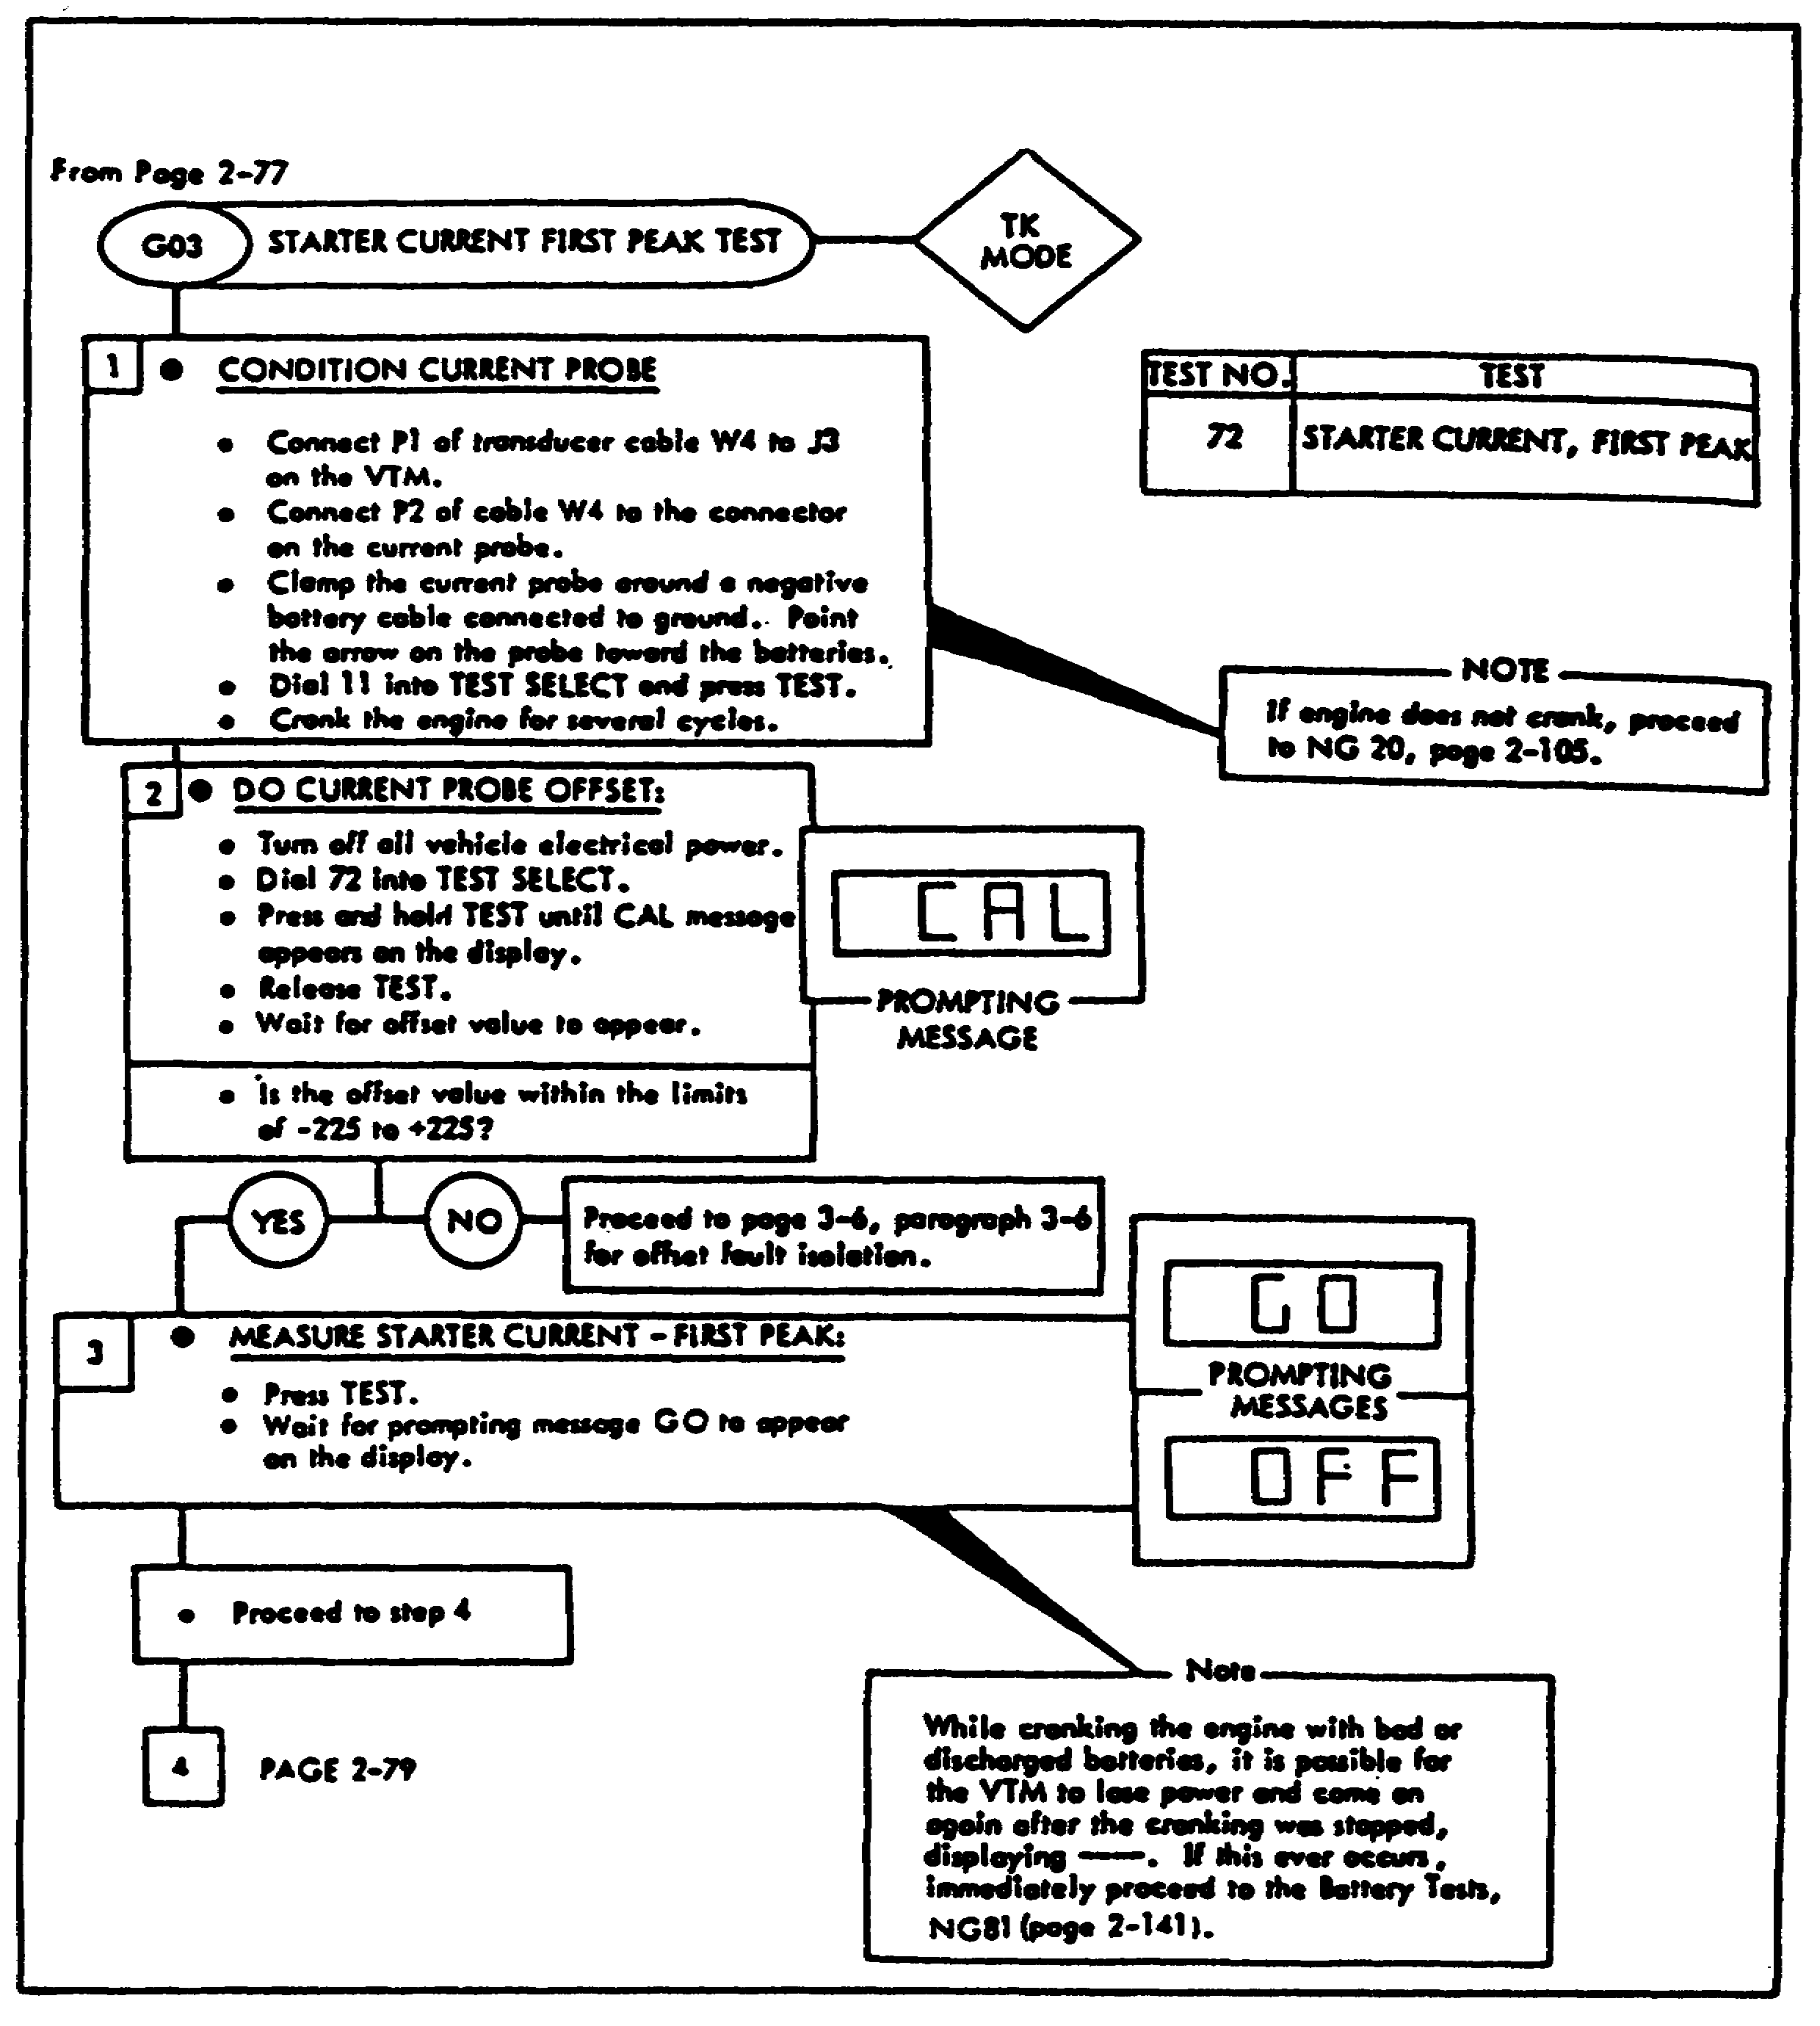 From Page 2-77
G03
STARTER CURRENT FIRST PEAK TEST
TK
MODE
1
● CONDITION CURRENT PROBE
● Connect P1 of transducer cable W4 to J3
on the VTM.
● Connect P2 of cable W4 to the connector
on the current probe.
● Clamp the current probe around a negative
battery cable connected to ground. Point
the arrow on the probe toward the batteries.
● Dial 11 into TEST SELECT and press TEST.
● Crank the engine for several cycles.
TEST NO. TEST
72 STARTER CURRENT, FIRST PEAK
NOTE
If engine does not crank, proceed
to NG 20, page 2-105.
2
● DO CURRENT PROBE OFFSET:
● Turn off all vehicle electrical power.
● Dial 72 into TEST SELECT.
● Press and hold TEST until CAL message
appears on the display.
● Release TEST.
● Wait for offset value to appear.
CAL
PROMPTING
MESSAGE
● Is the offset value within the limits
of -225 to +225?
YES
NO
Proceed to page 3-6, paragraph 3-6
for offset fault isolation.
3
● MEASURE STARTER CURRENT - FIRST PEAK:
● Press TEST.
● Wait for prompting message GO to appear
on the display.
GO
PROMPTING
MESSAGES
OFF
● Proceed to step 4
4
PAGE 2-79
Note
While cranking the engine with bad or
discharged batteries, it is possible for
the VTM to lose power and come on
again after the cranking was stopped,
displaying ——. If this ever occurs,
immediately proceed to the Battery Tests,
NG81 (page 2-141).